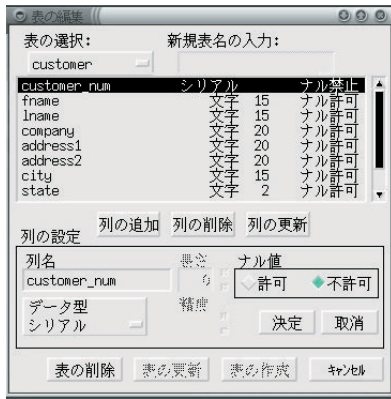 表の編集
表の選択: 新規表名の入力:
customer
customer_num シリアル ナル禁止
fname 文字 15 ナル許可
lname 文字 15 ナル許可
company 文字 20 ナル許可
address1 文字 20 ナル許可
address2 文字 20 ナル許可
city 文字 15 ナル許可
state 文字 2 ナル許可
列の追加 列の削除 列の更新
列の設定
列名 長さ ナル値
customer_num 0 許可 不許可
データ型 精度
シリアル 決定 取消
表の削除 表の更新 表の作成 キャンセル